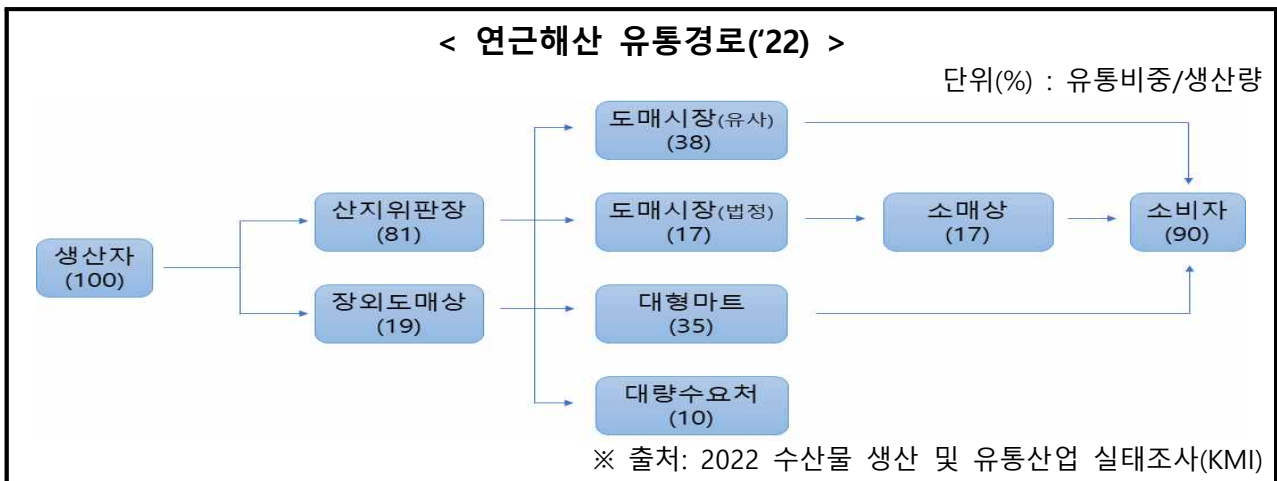 < 연근해산 유통경로('22) >
단위(%) : 유통비중/생산량
생산자
(100)
산지위판장
(81)
장외도매상
(19)
도매시장(유사)
(38)
도매시장(법정)
(17)
대형마트
(35)
대량수요처
(10)
소매상
(17)
소비자
(90)
※ 출처: 2022 수산물 생산 및 유통산업 실태조사(KMI)